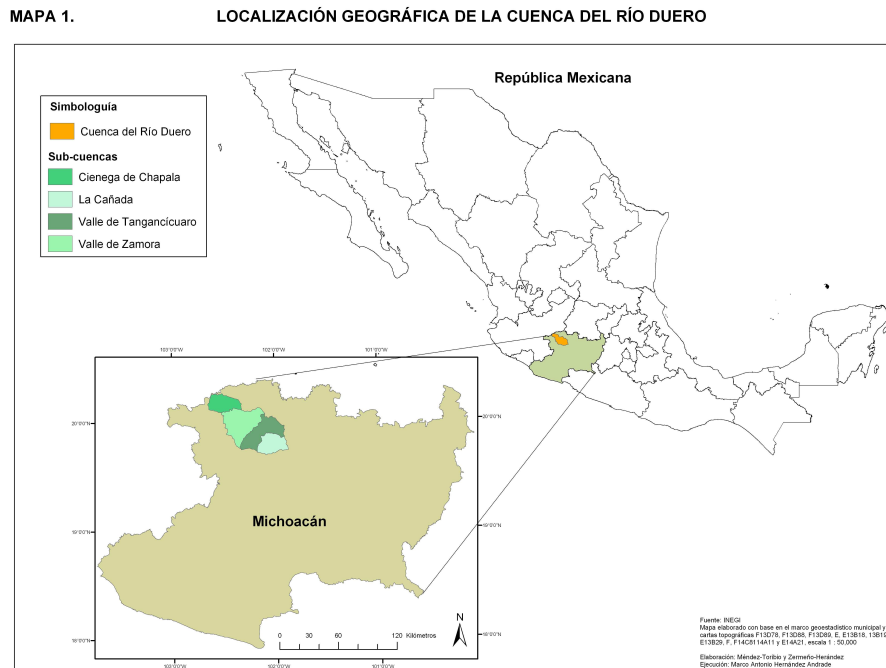 MAPA 1. LOCALIZACIÓN GEOGRÁFICA DE LA CUENCA DEL RÍO DUERO
República Mexicana
Simbología
Cuenca del Río Duero
Sub-cuencas
Cienega de Chapala
La Cañada
Valle de Tangancícuaro
Valle de Zamora
103°0'0"W 102°0'0"W 101°0'0"W
20°0'0"N 20°0'0"N
Michoacán
19°0'0"N 19°0'0"N
18°0'0"N 18°0'0"N
0 30 60 120 Kilómetros
N
103°0'0"W 102°0'0"W 101°0'0"W
Fuente: INEGI
Mapa elaborado con base en el marco geoestadístico municipal y
cartas topográficas F13D78, F13D88, F13D89, E, E13B18, 13B19
E13B29, F, F14C8114A11 y E14A21, escala 1 : 50,000
Elaboración: Méndez-Toribio y Zermeño-Herández
Ejecución: Marco Antonio Hernández Andrade